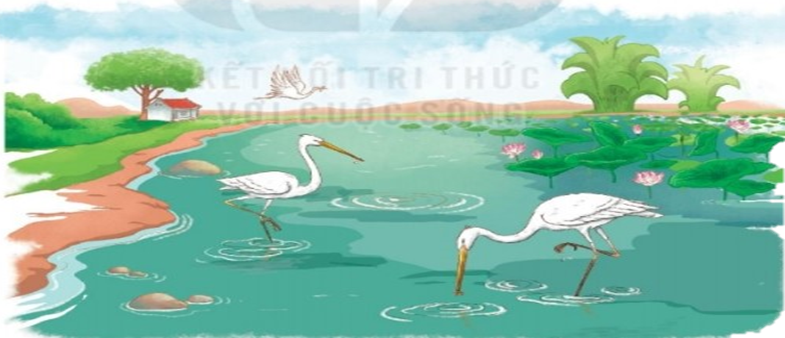 KẾT NỐI TRI THỨC
VỚI CUỘC SỐNG